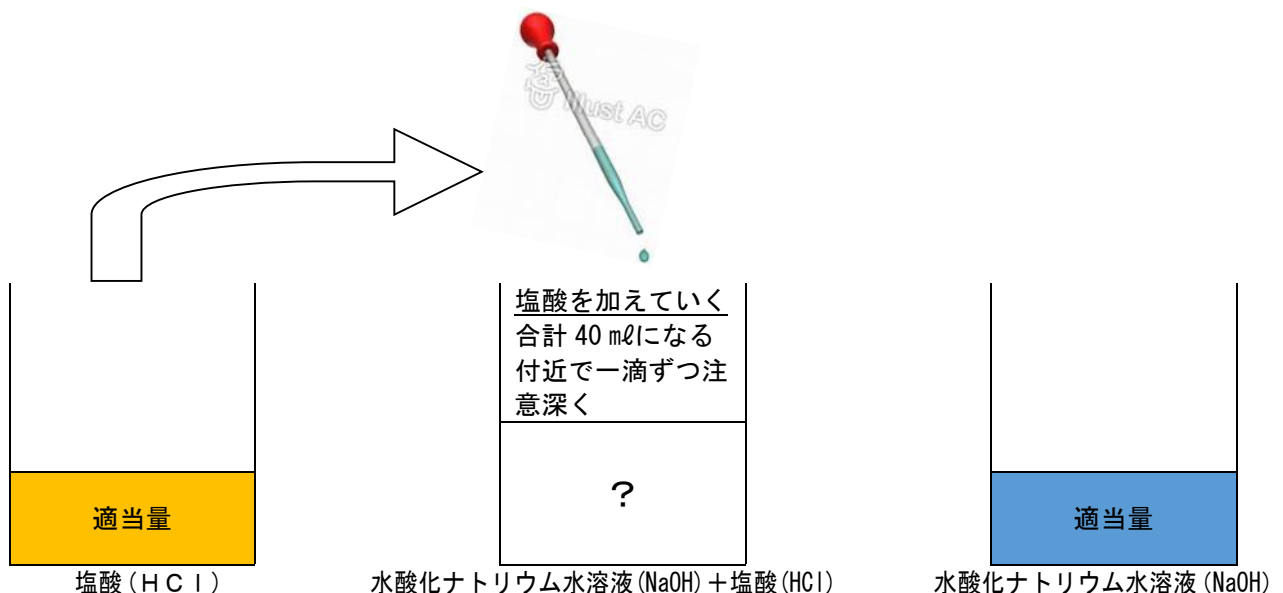 Illust AC
塩酸を加えていく
合計 40 ㎖になる
付近で一滴ずつ注
意深く
?
適当量
適当量
塩酸(HCl)
水酸化ナトリウム水溶液(NaOH)+塩酸(HCl)
水酸化ナトリウム水溶液(NaOH)